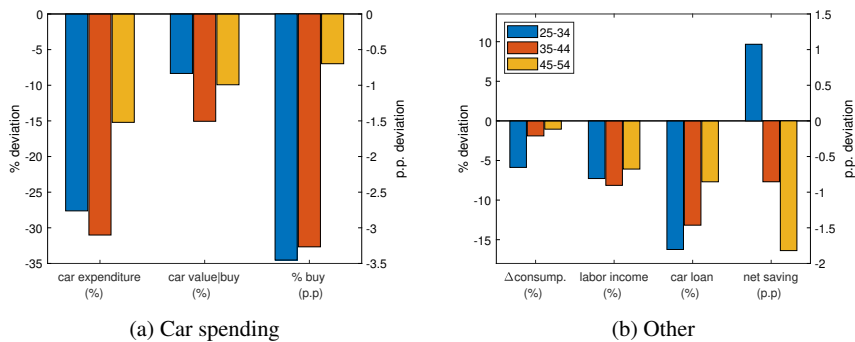 0
-5
-10
-15
-20
-25
-30
-35
% deviation
0
-0.5
-1
-1.5
-2
-2.5
-3
-3.5
p.p. deviation
car expenditure
(%)
car value|buy
(%)
% buy
(p.p)
(a) Car spending
10
5
0
-5
-10
-15
% deviation
25-34
35-44
45-54
1.5
1
0.5
0
-0.5
-1
-1.5
-2
p.p. deviation
Δconsump.
(%)
labor income
(%)
car loan
(%)
net saving
(p.p)
(b) Other